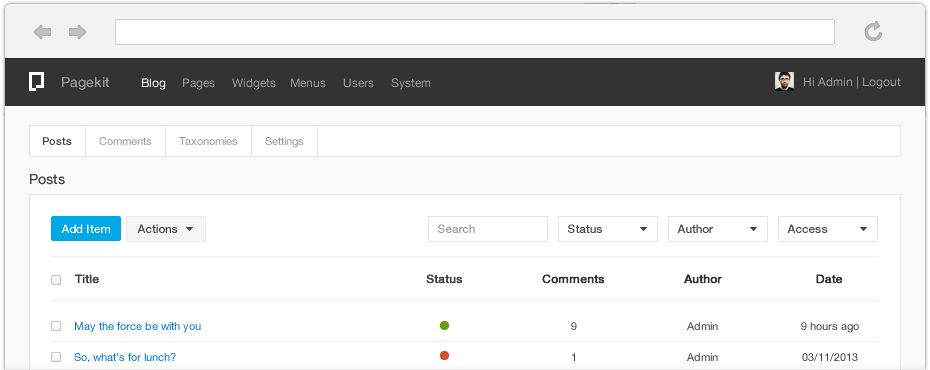 Pagekit Blog Pages Widgets Menus Users System Hi Admin | Logout
Posts Comments Taxonomies Settings
Posts
Add Item Actions Search Status Author Access
Title Status Comments Author Date
May the force be with you 9 Admin 9 hours ago
So, what's for lunch? 1 Admin 03/11/2013